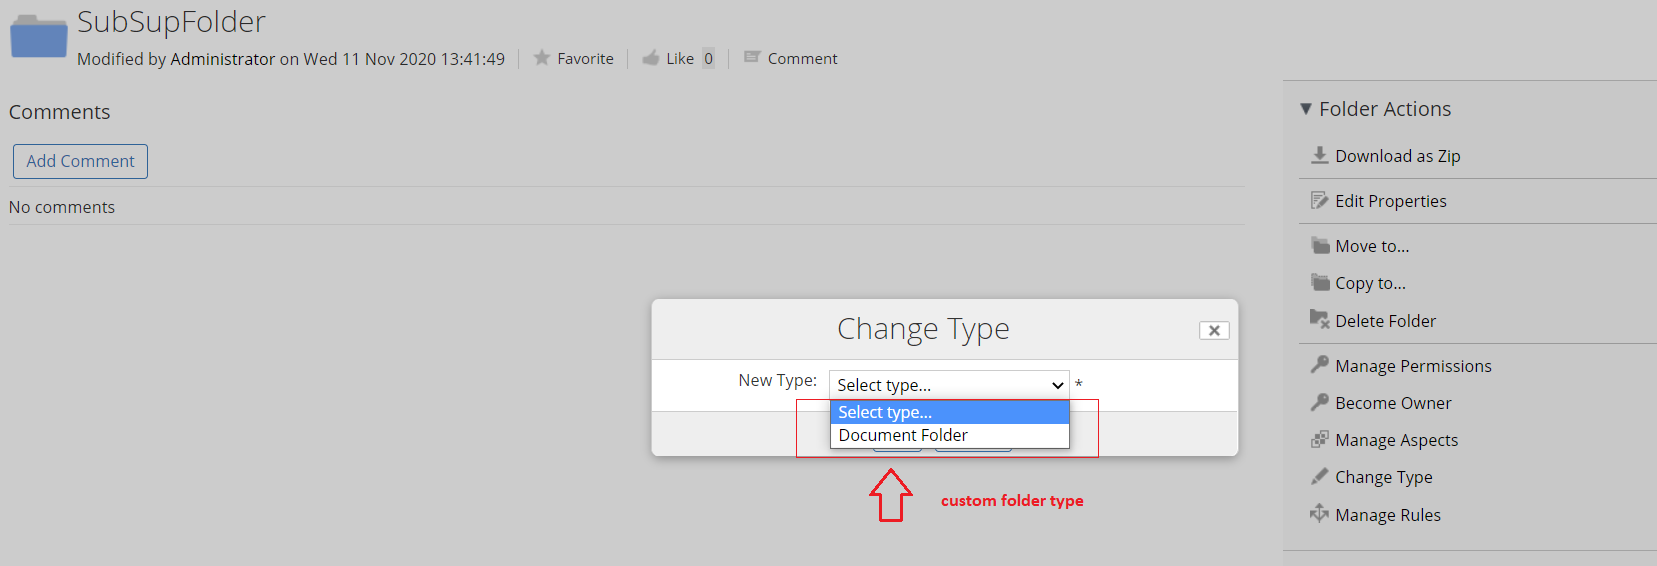 SubSupFolder
Modified by Administrator on Wed 11 Nov 2020 13:41:49 Favorite Like 0 Comment
Comments
Add Comment
No comments
Change Type
New Type: Select type... *
Select type...
Document Folder
custom folder type
Folder Actions
Download as Zip
Edit Properties
Move to...
Copy to...
Delete Folder
Manage Permissions
Become Owner
Manage Aspects
Change Type
Manage Rules